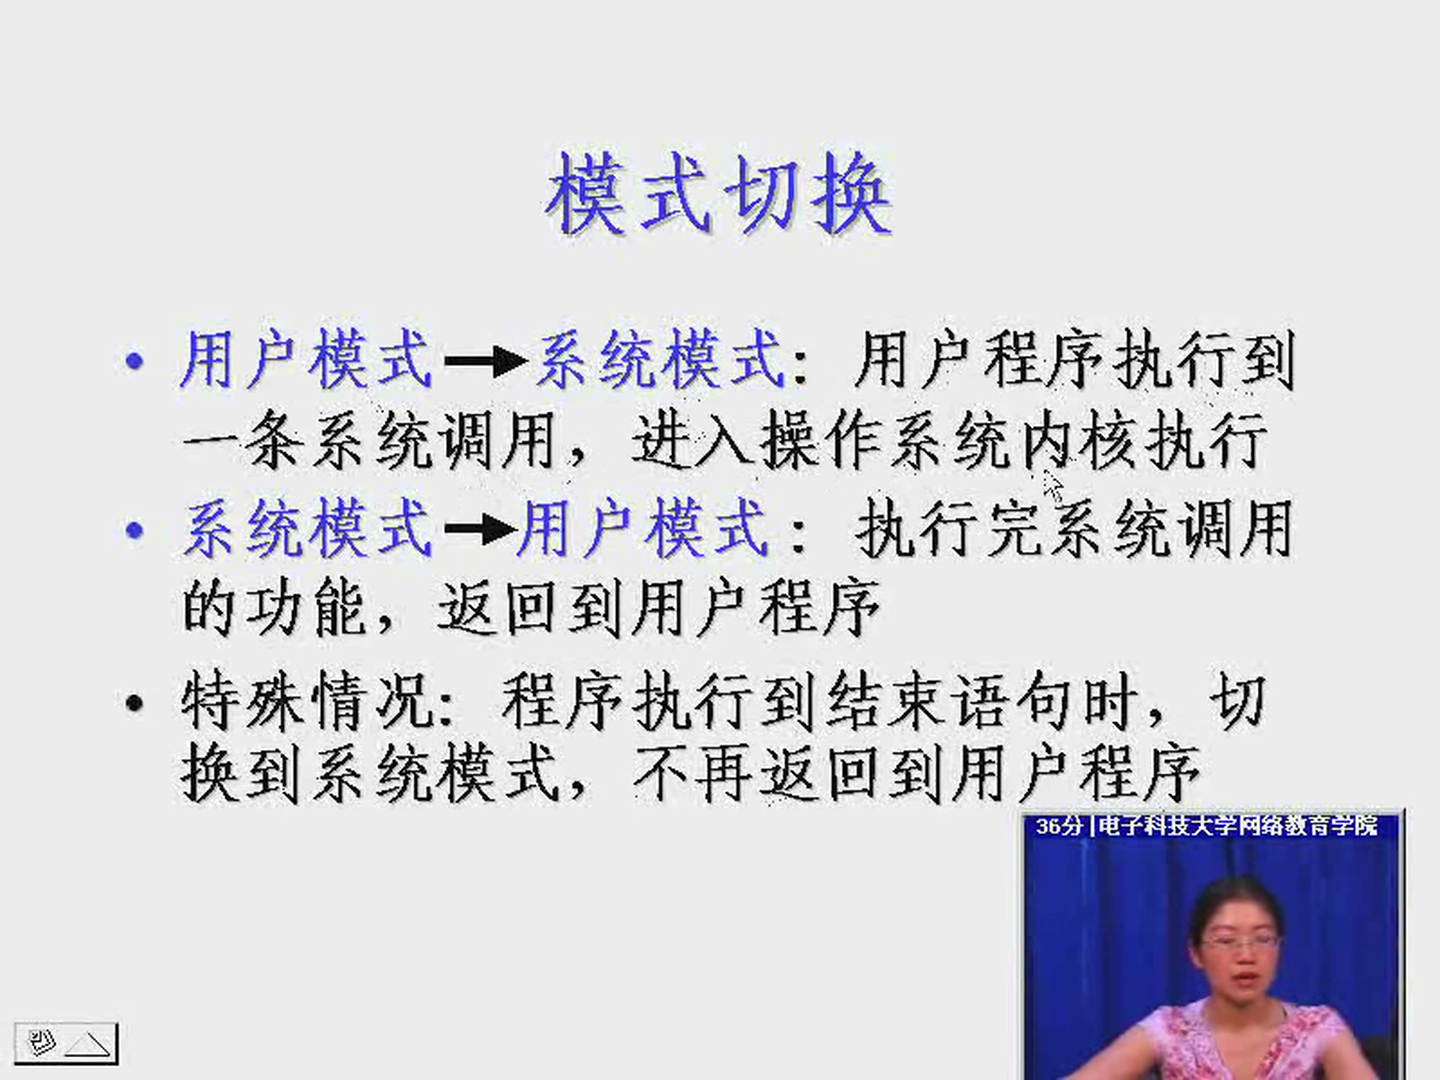 模式切换
• 用户模式→系统模式：用户程序执行到
一条系统调用，进入操作系统内核执行
• 系统模式→用户模式：执行完系统调用
的功能，返回到用户程序
• 特殊情况：程序执行到结束语句时，切
换到系统模式，不再返回到用户程序
36分|电子科技大学网络教育学院